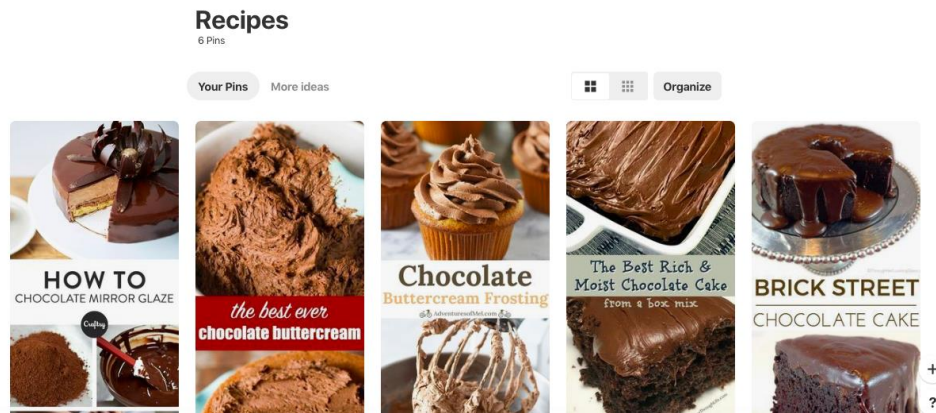 Recipes
6 Pins
Your Pins
More ideas
Organize
HOW TO
CHOCOLATE MIRROR GLAZE
Craftsy
the best ever
chocolate buttercream
Chocolate
Buttercream Frosting
AdventuresofMel.com
The Best Rich &
Moist Chocolate Cake
from a box mix
BRICK STREET
CHOCOLATE CAKE
+
?